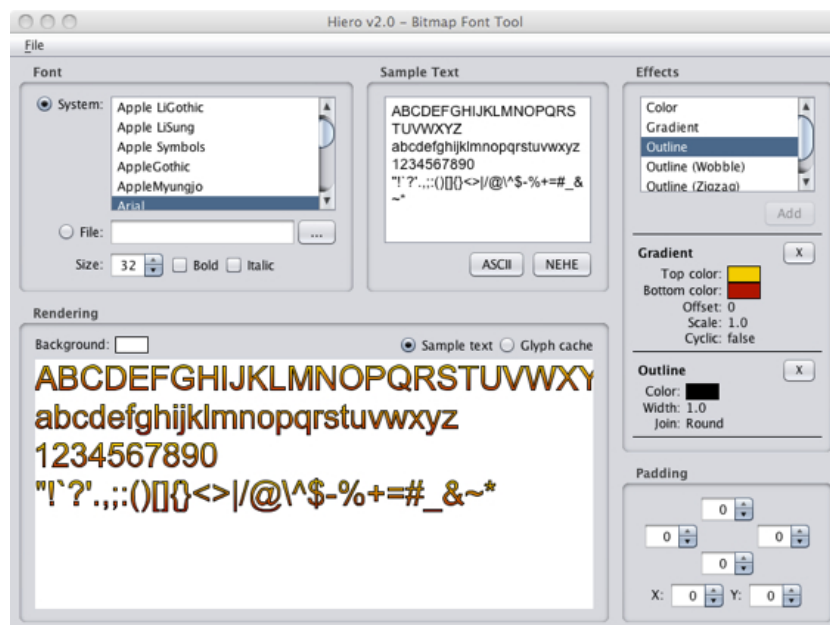 Hiero v2.0 – Bitmap Font Tool
File
Font
System:
Apple LiGothic
Apple LiSung
Apple Symbols
AppleGothic
AppleMyungjo
Arial
File:
...
Size: 32 Bold Italic
Sample Text
ABCDEFGHIJKLMNOPQRS
TUVWXYZ
abcdefghijklmnopqrstuvwxyz
1234567890
"!`?'.,;:()[]{}<>|/@\^$-%+=#_&
~*
ASCII NEHE
Effects
Color
Gradient
Outline
Outline (Wobble)
Outline (Zigzag)
Add
Gradient X
Top color:
Bottom color:
Offset: 0
Scale: 1.0
Cyclic: false
Outline X
Color:
Width: 1.0
Join: Round
Rendering
Background: Sample text Glyph cache
ABCDEFGHIJKLMNOPQRSTUVWXY
abcdefghijklmnopqrstuvwxyz
1234567890
"!`?'.,;:()[]{}<>|/@\^$-%+=#_&~*
Padding
0
0 0
0
X: 0 Y: 0